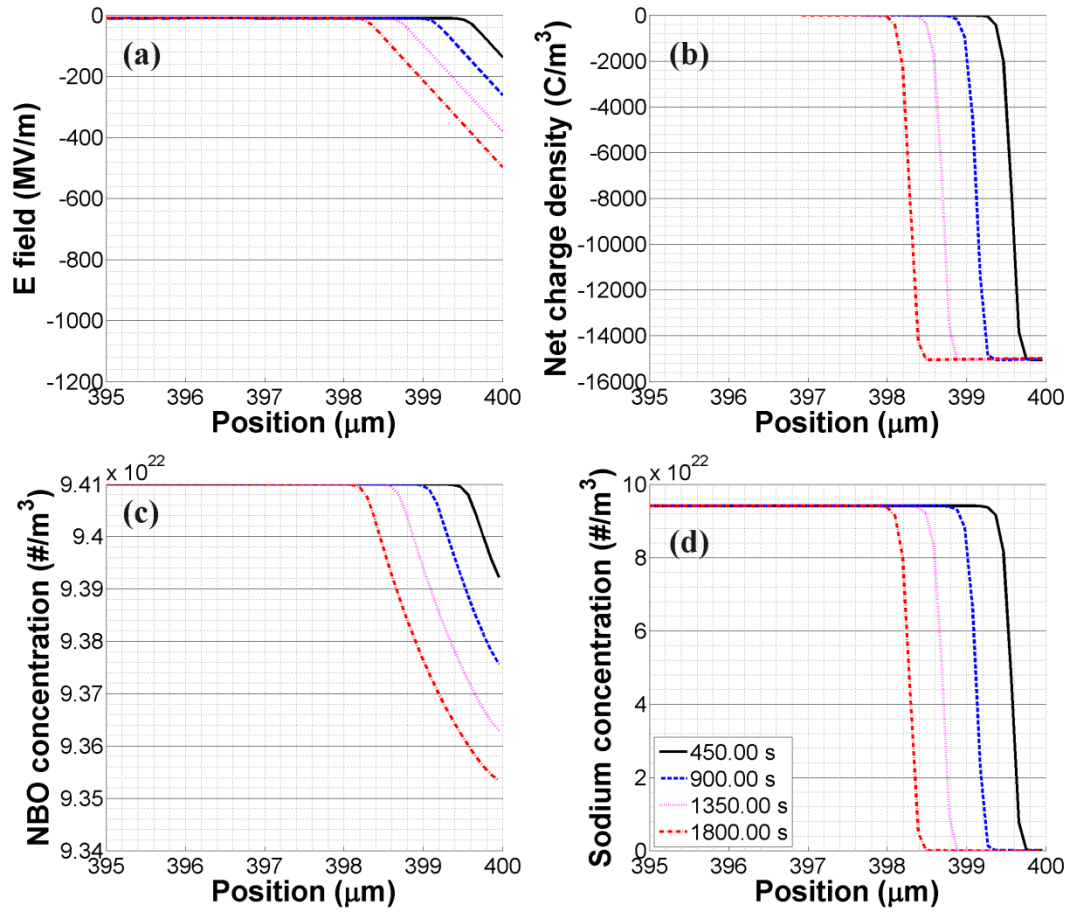 (a)
E field (MV/m)
0
-200
-400
-600
-800
-1000
-1200
395 396 397 398 399 400
Position (μm)
(b)
Net charge density (C/m³)
0
-2000
-4000
-6000
-8000
-10000
-12000
-14000
-16000
395 396 397 398 399 400
Position (μm)
(c)
NBO concentration (#/m³)
x 10²²
9.41
9.4
9.39
9.38
9.37
9.36
9.35
9.34
395 396 397 398 399 400
Position (μm)
(d)
Sodium concentration (#/m³)
x 10²²
10
8
6
4
2
0
450.00 s
900.00 s
1350.00 s
1800.00 s
395 396 397 398 399 400
Position (μm)